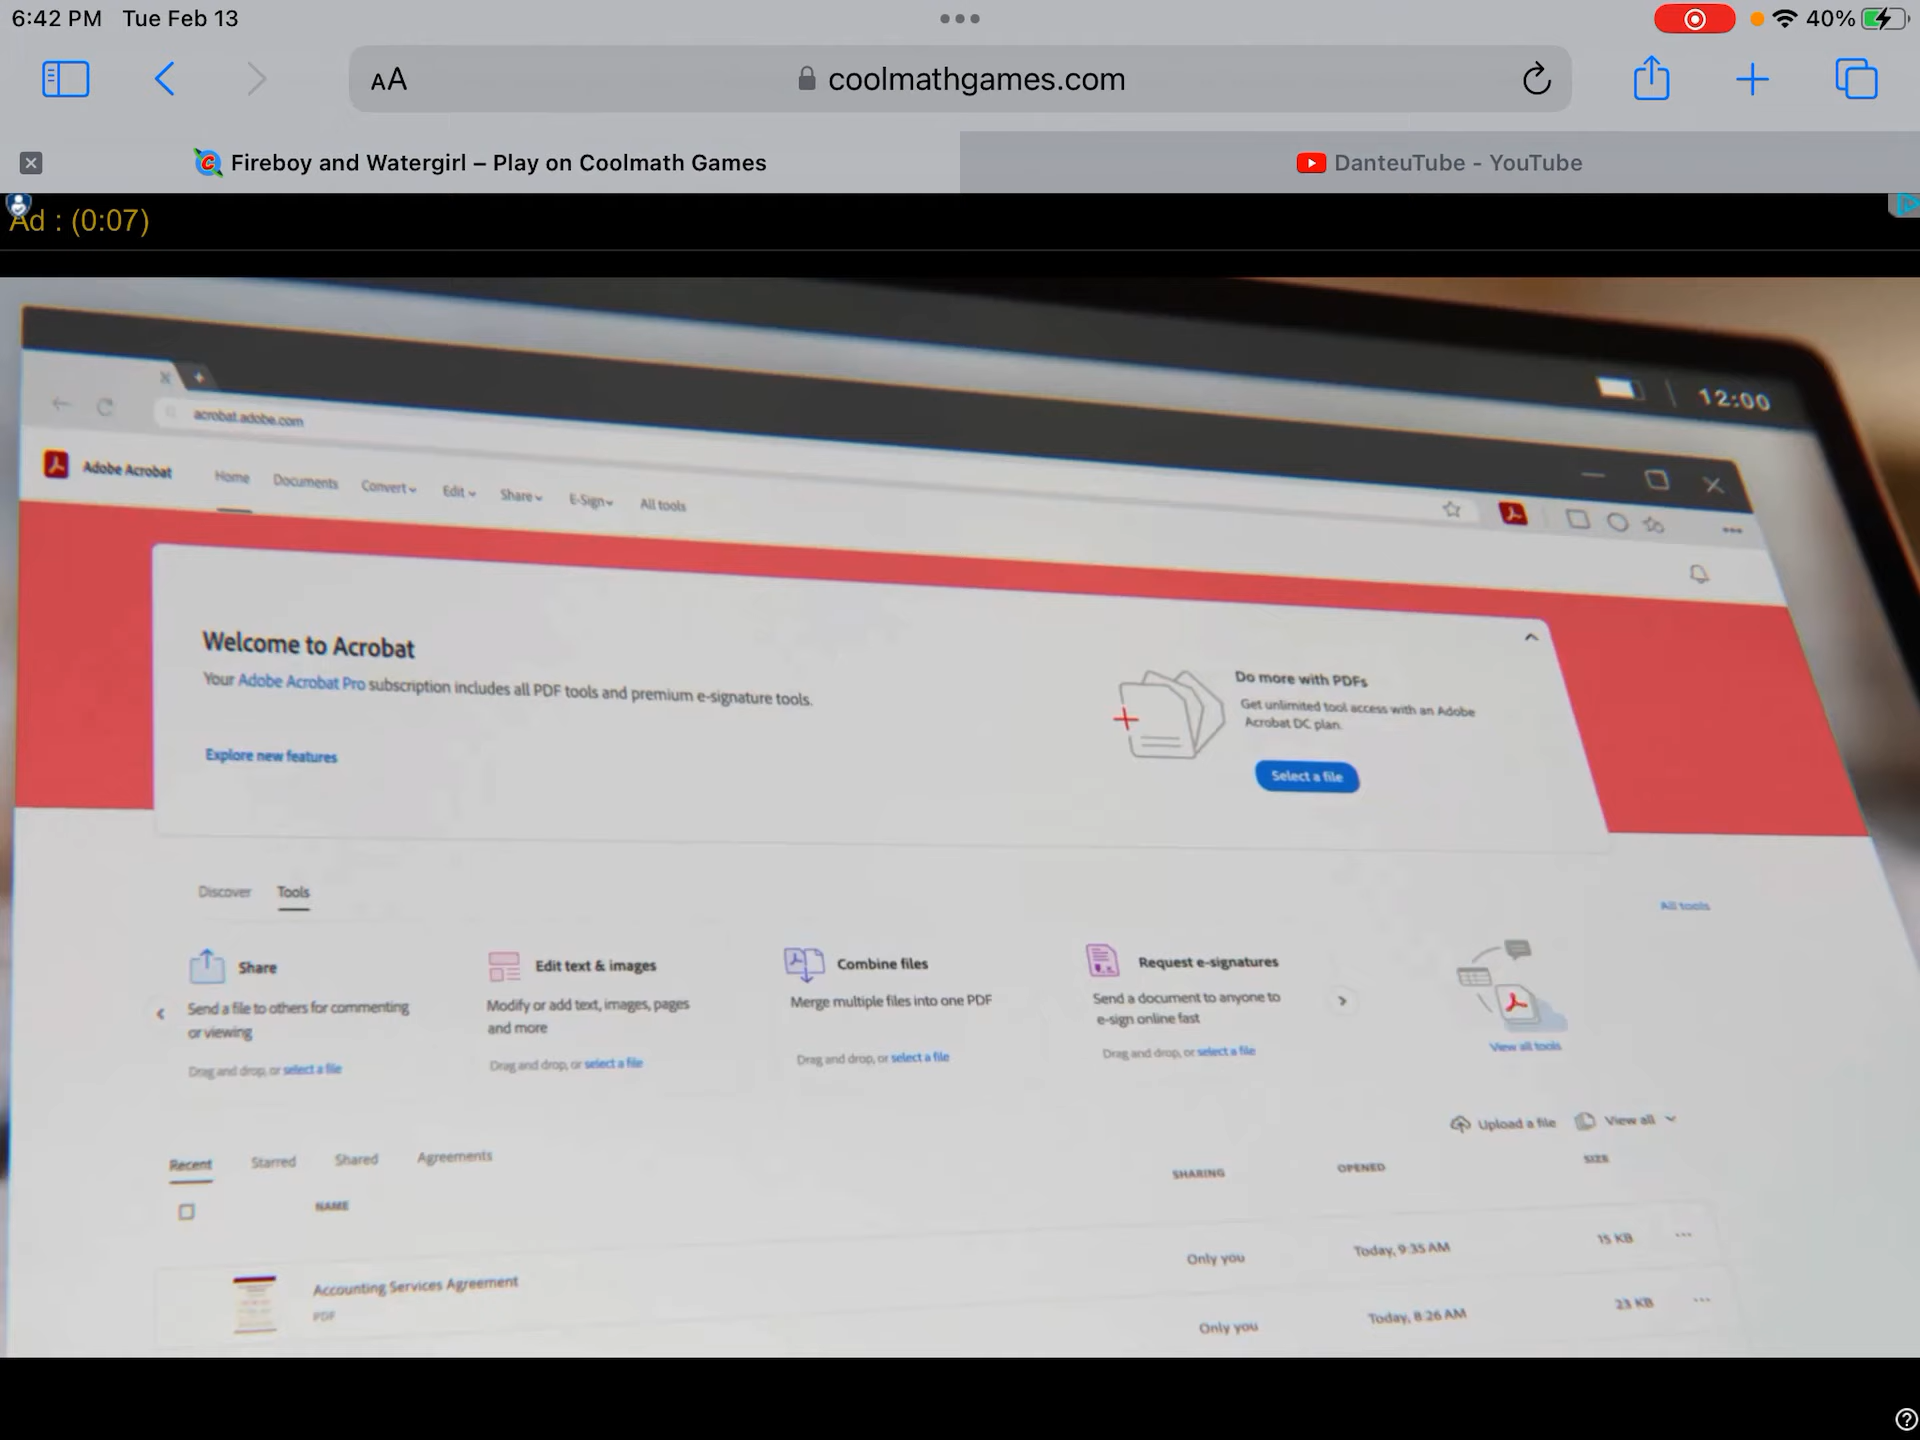 6:42 PM Tue Feb 13
40%
AA
coolmathgames.com
Fireboy and Watergirl – Play on Coolmath Games
DanteuTube - YouTube
Ad : (0:07)
12:00
acrobat.adobe.com
Adobe Acrobat
Home Documents Convert Edit Share E-Sign All tools
Welcome to Acrobat
Your Adobe Acrobat Pro subscription includes all PDF tools and premium e-signature tools.
Explore new features
Do more with PDFs
Get unlimited tool access with an Adobe
Acrobat DC plan.
Select a file
Discover Tools
All tools
Share
Send a file to others for commenting
or viewing
Drag and drop, or select a file
Edit text & images
Modify or add text, images, pages
and more
Drag and drop, or select a file
Combine files
Merge multiple files into one PDF
Drag and drop, or select a file
Request e-signatures
Send a document to anyone to
e-sign online fast
Drag and drop, or select a file
View all tools
Upload a file View all
Recent Starred Shared Agreements
NAME SHARING OPENED SIZE
Accounting Services Agreement
PDF
Only you Today, 9:35 AM 15 KB
Only you Today, 8:26 AM 23 KB